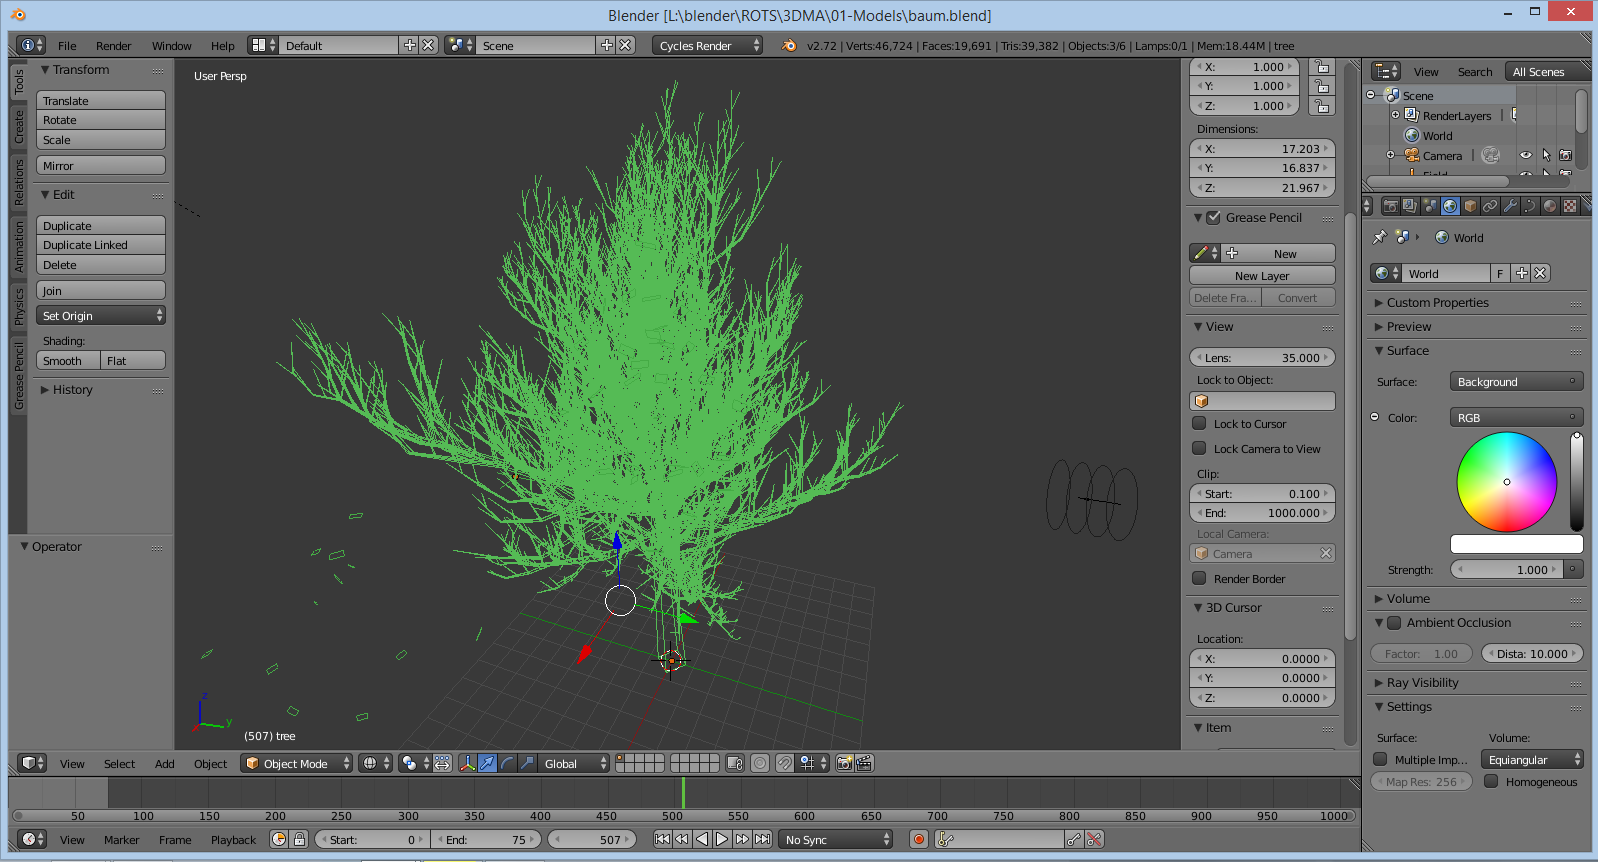 Blender [L:\blender\ROTS\3DMA\01-Models\baum.blend]
File Render Window Help Default Scene Cycles Render v2.72 | Verts:46,724 | Faces:19,691 | Tris:39,382 | Objects:3/6 | Lamps:0/1 | Mem:18.44M | tree
Tools
Create
Relations
Animation
Physics
Grease Pencil
Transform
Translate
Rotate
Scale
Mirror
Edit
Duplicate
Duplicate Linked
Delete
Join
Set Origin
Shading:
Smooth Flat
History
Operator
User Persp
z
y
(507) tree
X: 1.000
Y: 1.000
Z: 1.000
Dimensions:
X: 17.203
Y: 16.837
Z: 21.967
Grease Pencil
New
New Layer
Delete Fra... Convert
View
Lens: 35.000
Lock to Object:
Lock to Cursor
Lock Camera to View
Clip:
Start: 0.100
End: 1000.000
Local Camera:
Camera
Render Border
3D Cursor
Location:
X: 0.0000
Y: 0.0000
Z: 0.0000
Item
View Search All Scenes
Scene
RenderLayers |
World
Camera |
World
World F
Custom Properties
Preview
Surface
Surface: Background
Color: RGB
Strength: 1.000
Volume
Ambient Occlusion
Factor: 1.00 Dista: 10.000
Ray Visibility
Settings
Surface: Volume:
Multiple Imp... Equiangular
Map Res: 256 Homogeneous
View Select Add Object Object Mode Global
50 100 150 200 250 300 350 400 450 500 550 600 650 700 750 800 850 900 950 1000
View Marker Frame Playback Start: 0 End: 75 507 No Sync